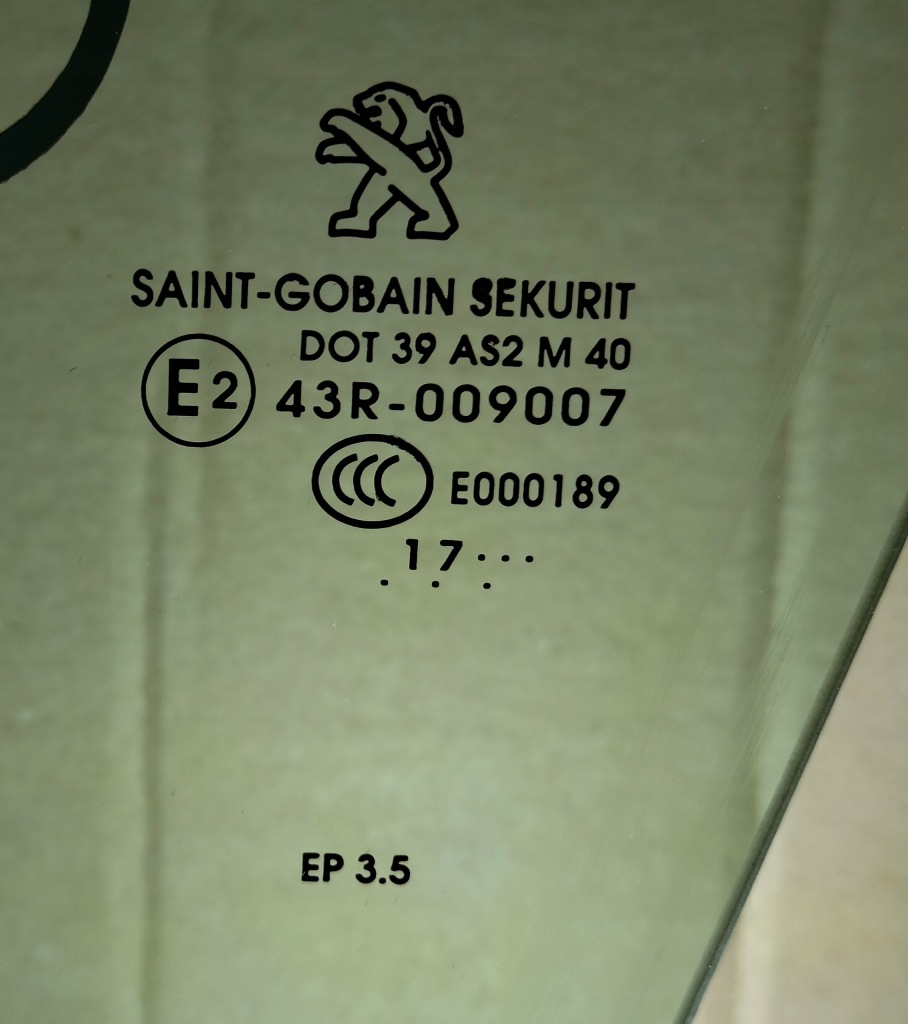 SAINT-GOBAIN SEKURIT
DOT 39 AS2 M 40
E2 43R-009007
CCC E000189
17...
. . .
EP 3.5